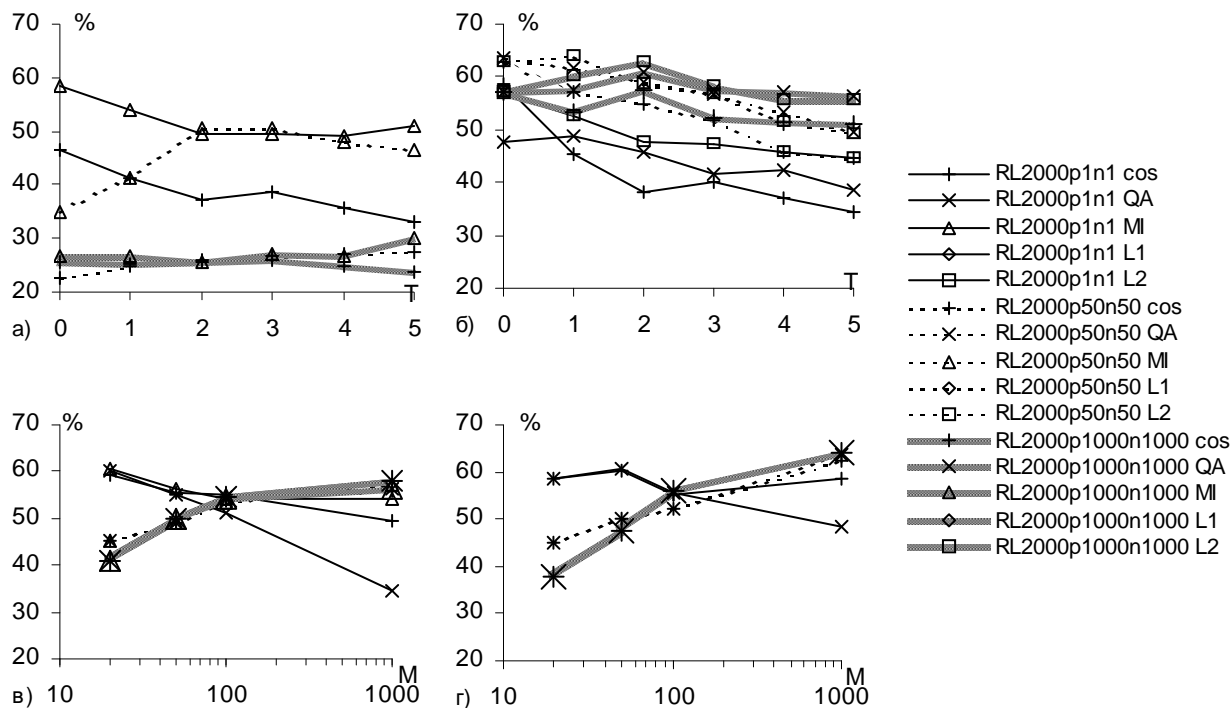 70 % 70 %
60 60
50 50
40 40
30 30
20 T 20 T
а) 0 1 2 3 4 5 б) 0 1 2 3 4 5
RL2000p1n1 cos
RL2000p1n1 QA
RL2000p1n1 MI
RL2000p1n1 L1
RL2000p1n1 L2
RL2000p50n50 cos
RL2000p50n50 QA
RL2000p50n50 MI
RL2000p50n50 L1
RL2000p50n50 L2
RL2000p1000n1000 cos
RL2000p1000n1000 QA
RL2000p1000n1000 MI
RL2000p1000n1000 L1
RL2000p1000n1000 L2
70 % 70 %
60 60
50 50
40 40
30 30
20 M 20 M
в) 10 100 1000 г) 10 100 1000